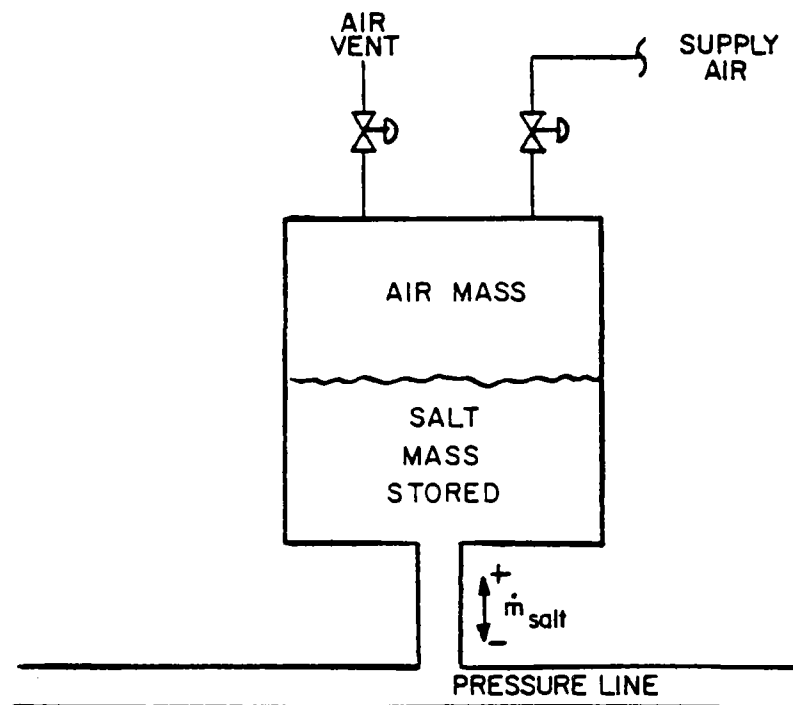 AIR
VENT
SUPPLY
AIR
AIR MASS
SALT
MASS
STORED
+
ṁ salt
−
PRESSURE LINE